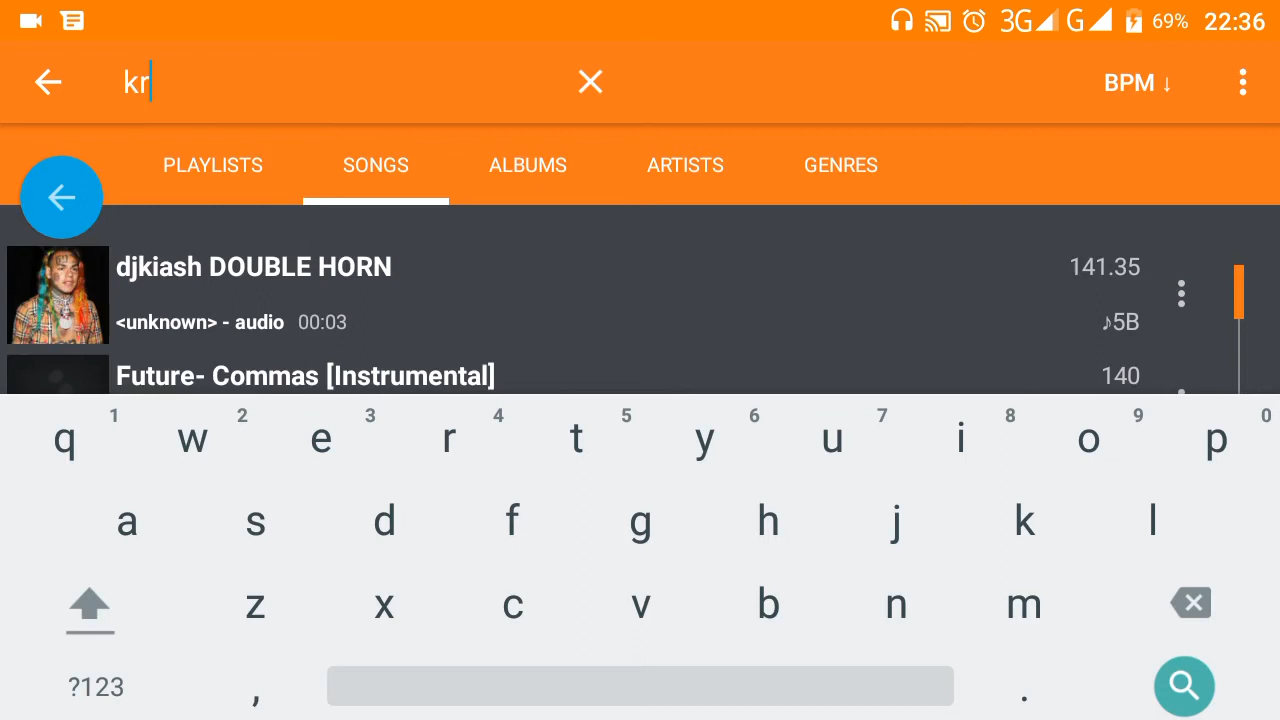 3G G 69% 22:36
kr BPM ↓
PLAYLISTS SONGS ALBUMS ARTISTS GENRES
djkiash DOUBLE HORN 141.35
<unknown> - audio 00:03 ♪5B
Future- Commas [Instrumental] 140
1 2 3 4 5 6 7 8 9 0
q w e r t y u i o p
a s d f g h j k l
z x c v b n m
?123 , .